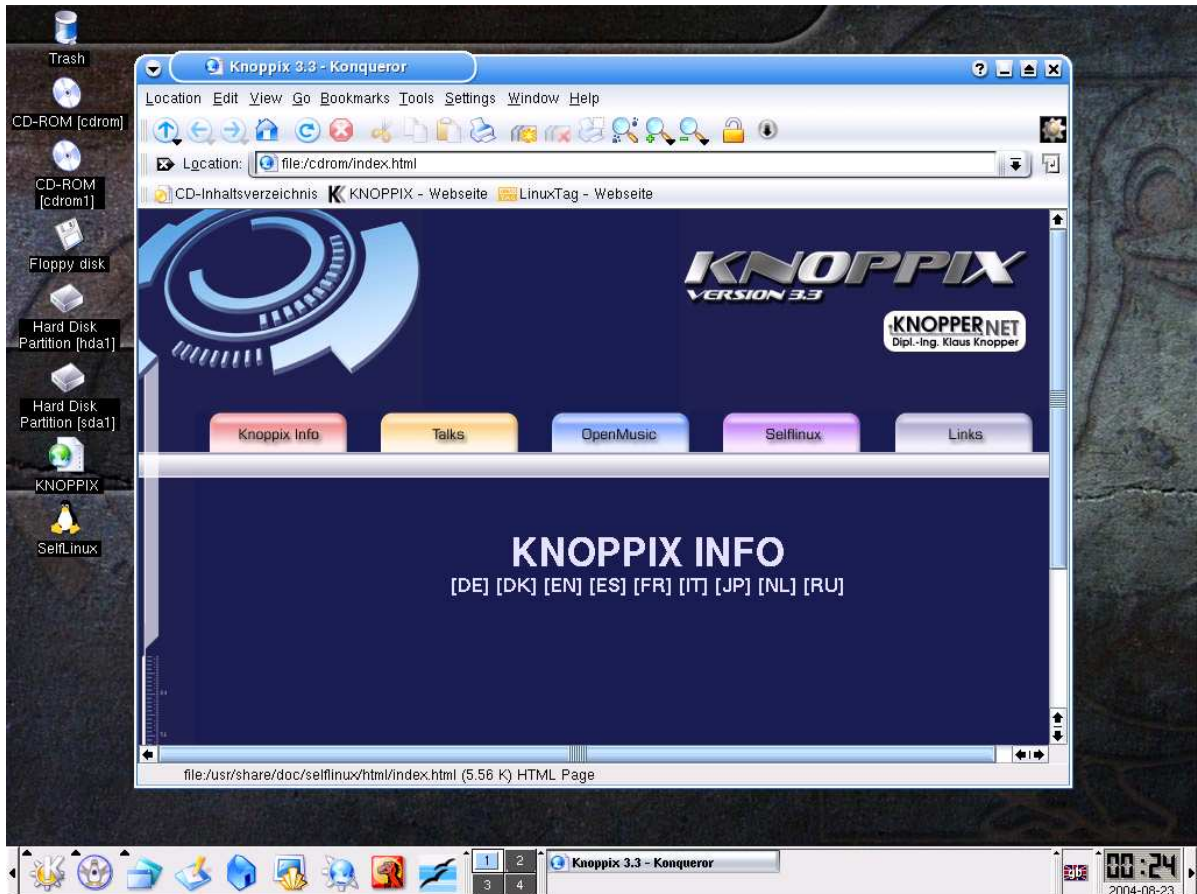 Trash
CD-ROM [cdrom]
CD-ROM
[cdrom1]
Floppy disk
Hard Disk
Partition [hda1]
Hard Disk
Partition [sda1]
KNOPPIX
SelfLinux
Knoppix 3.3 - Konqueror
Location Edit View Go Bookmarks Tools Settings Window Help
Location: file:/cdrom/index.html
CD-Inhaltsverzeichnis KNOPPIX - Webseite LinuxTag - Webseite
KNOPPIX
VERSION 3.3
KNOPPER.NET
Dipl.-Ing. Klaus Knopper
Knoppix Info Talks OpenMusic Selflinux Links
KNOPPIX INFO
[DE] [DK] [EN] [ES] [FR] [IT] [JP] [NL] [RU]
file:/usr/share/doc/selflinux/html/index.html (5.56 K) HTML Page
1 2
3 4
Knoppix 3.3 - Konqueror
gb
00:24
2004-08-23